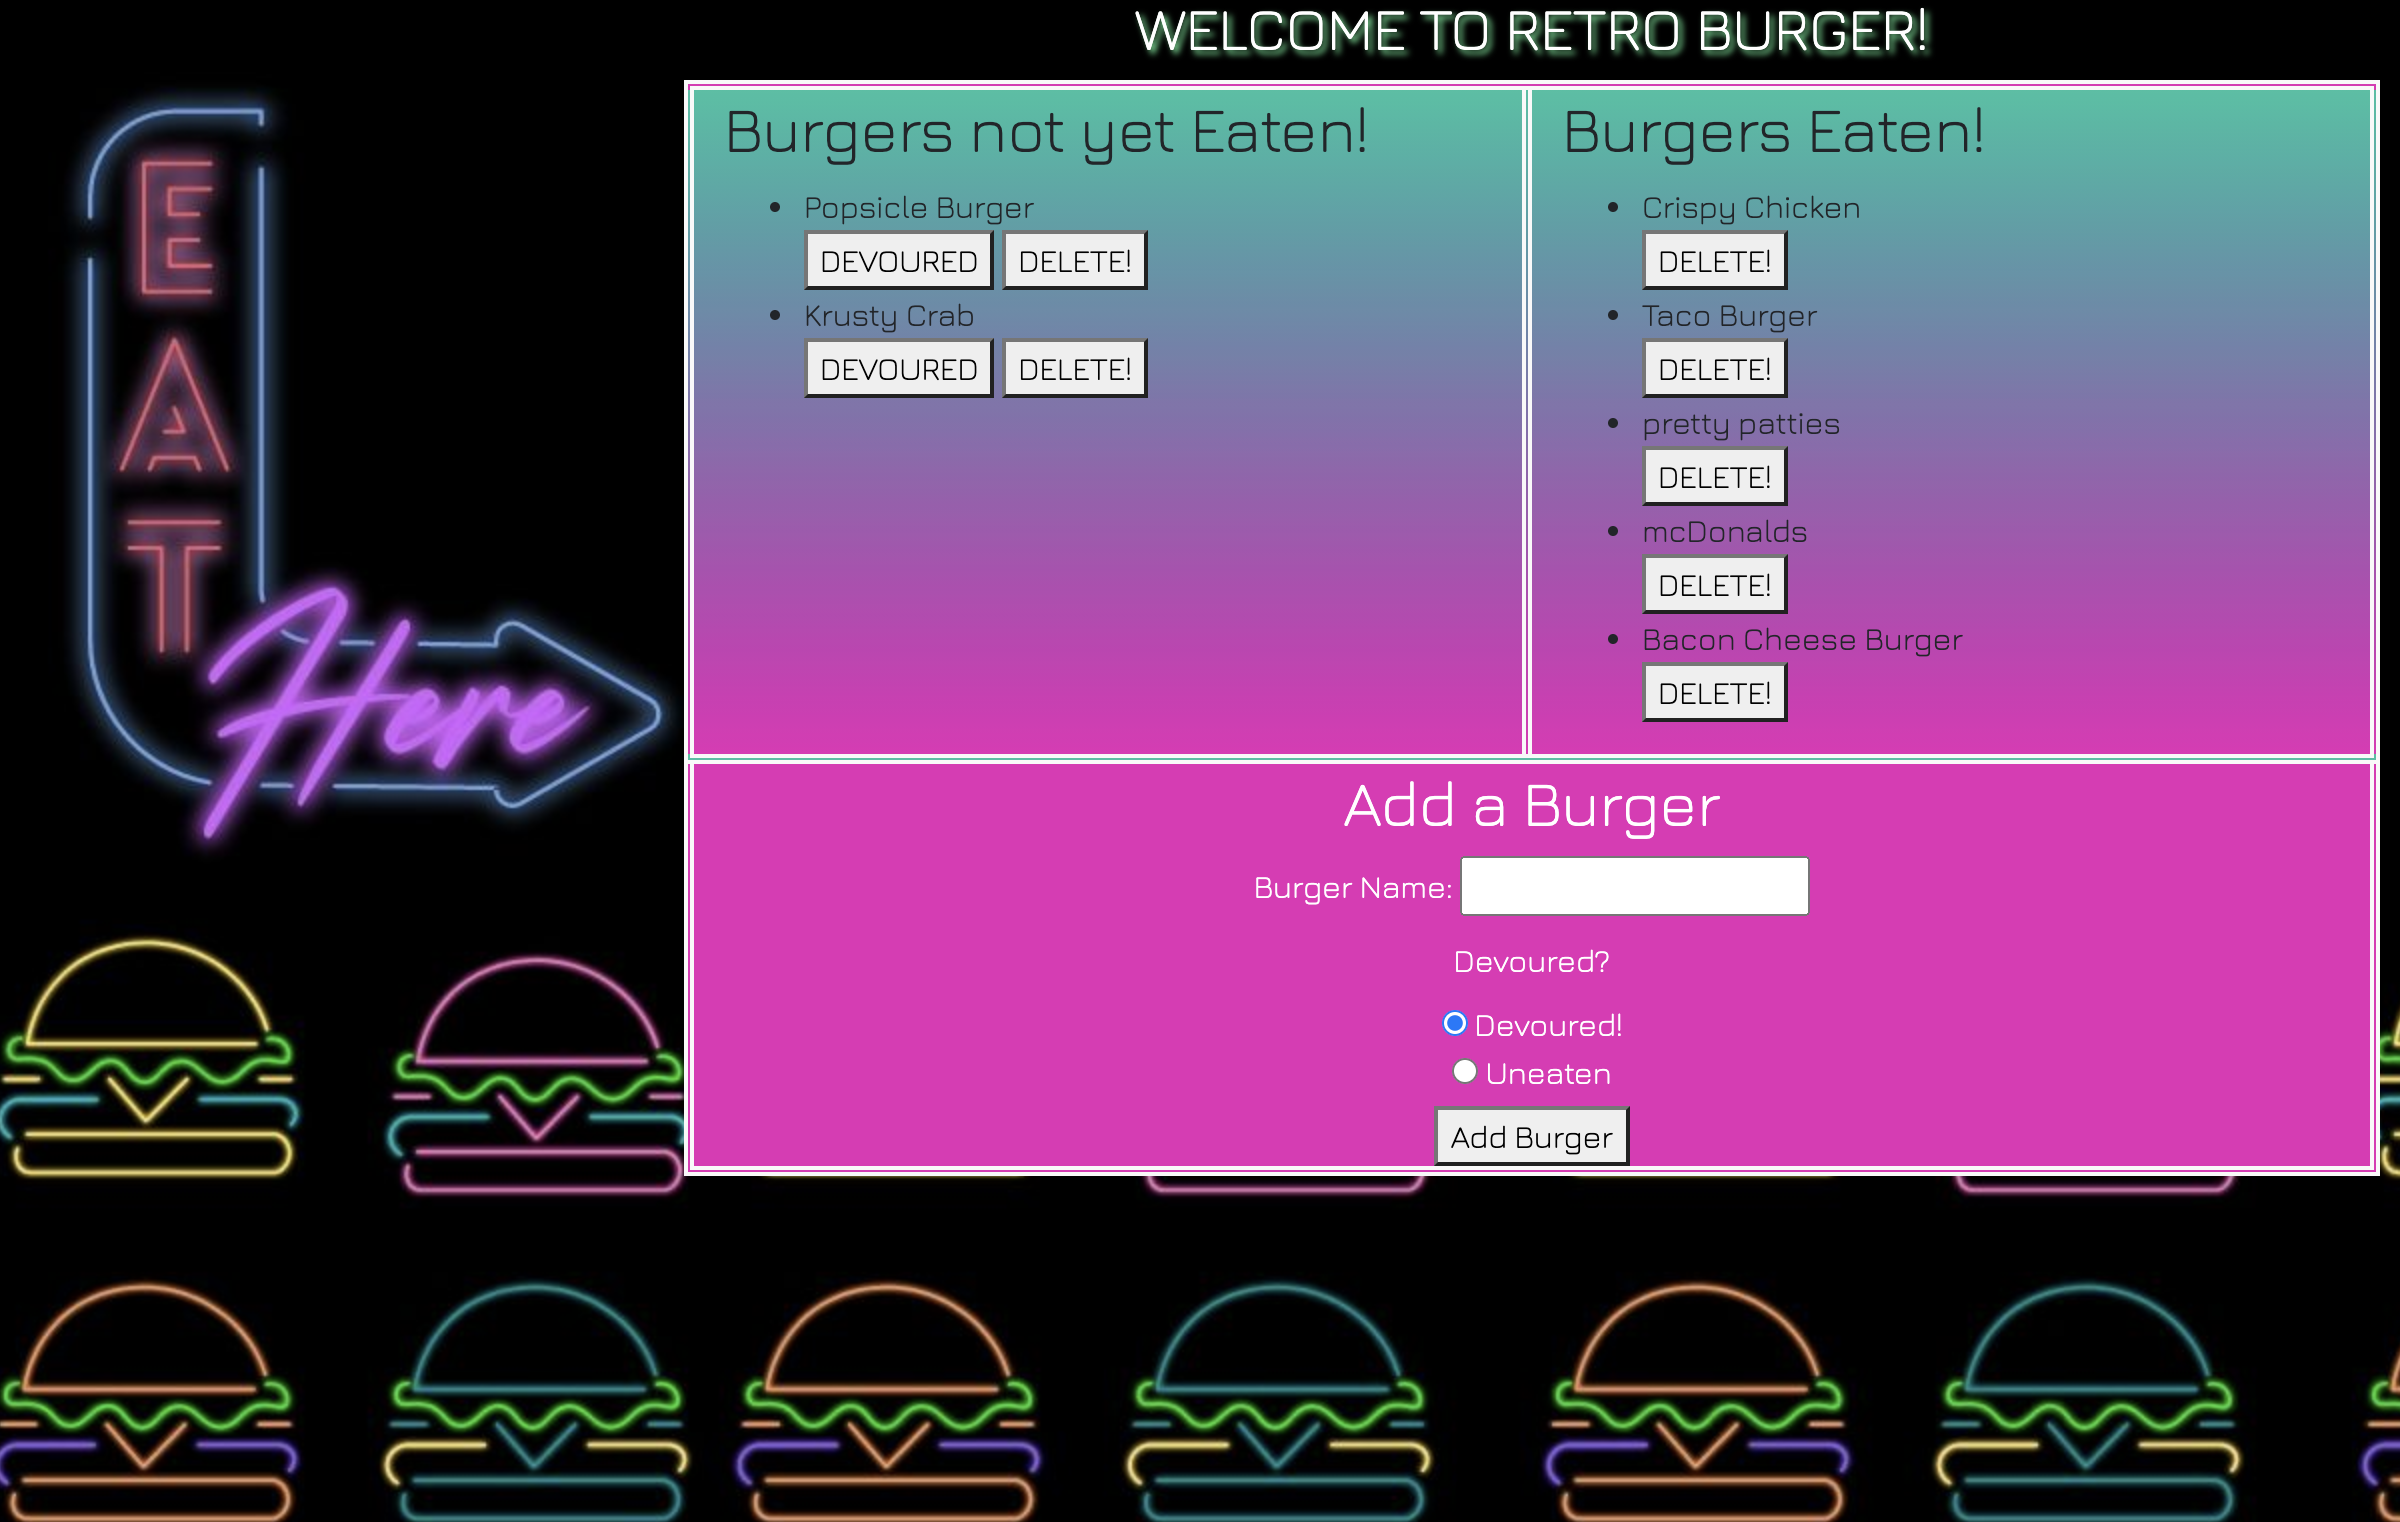 WELCOME TO RETRO BURGER!
EAT
Here
Burgers not yet Eaten!
Popsicle Burger
DEVOURED DELETE!
Krusty Crab
DEVOURED DELETE!
Burgers Eaten!
Crispy Chicken
DELETE!
Taco Burger
DELETE!
pretty patties
DELETE!
mcDonalds
DELETE!
Bacon Cheese Burger
DELETE!
Add a Burger
Burger Name:
Devoured?
Devoured!
Uneaten
Add Burger